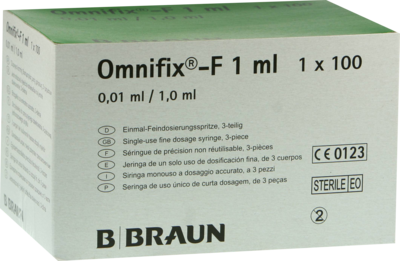 Omnifix®-F 1 ml 1 x 100
0,01 ml / 1,0 ml
D Einmal-Feindosierungsspritze, 3-teilig
GB Single-use fine dosage syringe, 3-piece
F Séringue de précision non réutilisable, 3-pièces
E Jeringa de un solo uso de dosificación fina, de 3 cuerpos
I Siringa monouso a dosaggio accurato, a 3 pezzi
P Seringa de uso único de curta dosagem, de 3 peças
CE 0123
STERILE EO
2
B BRAUN